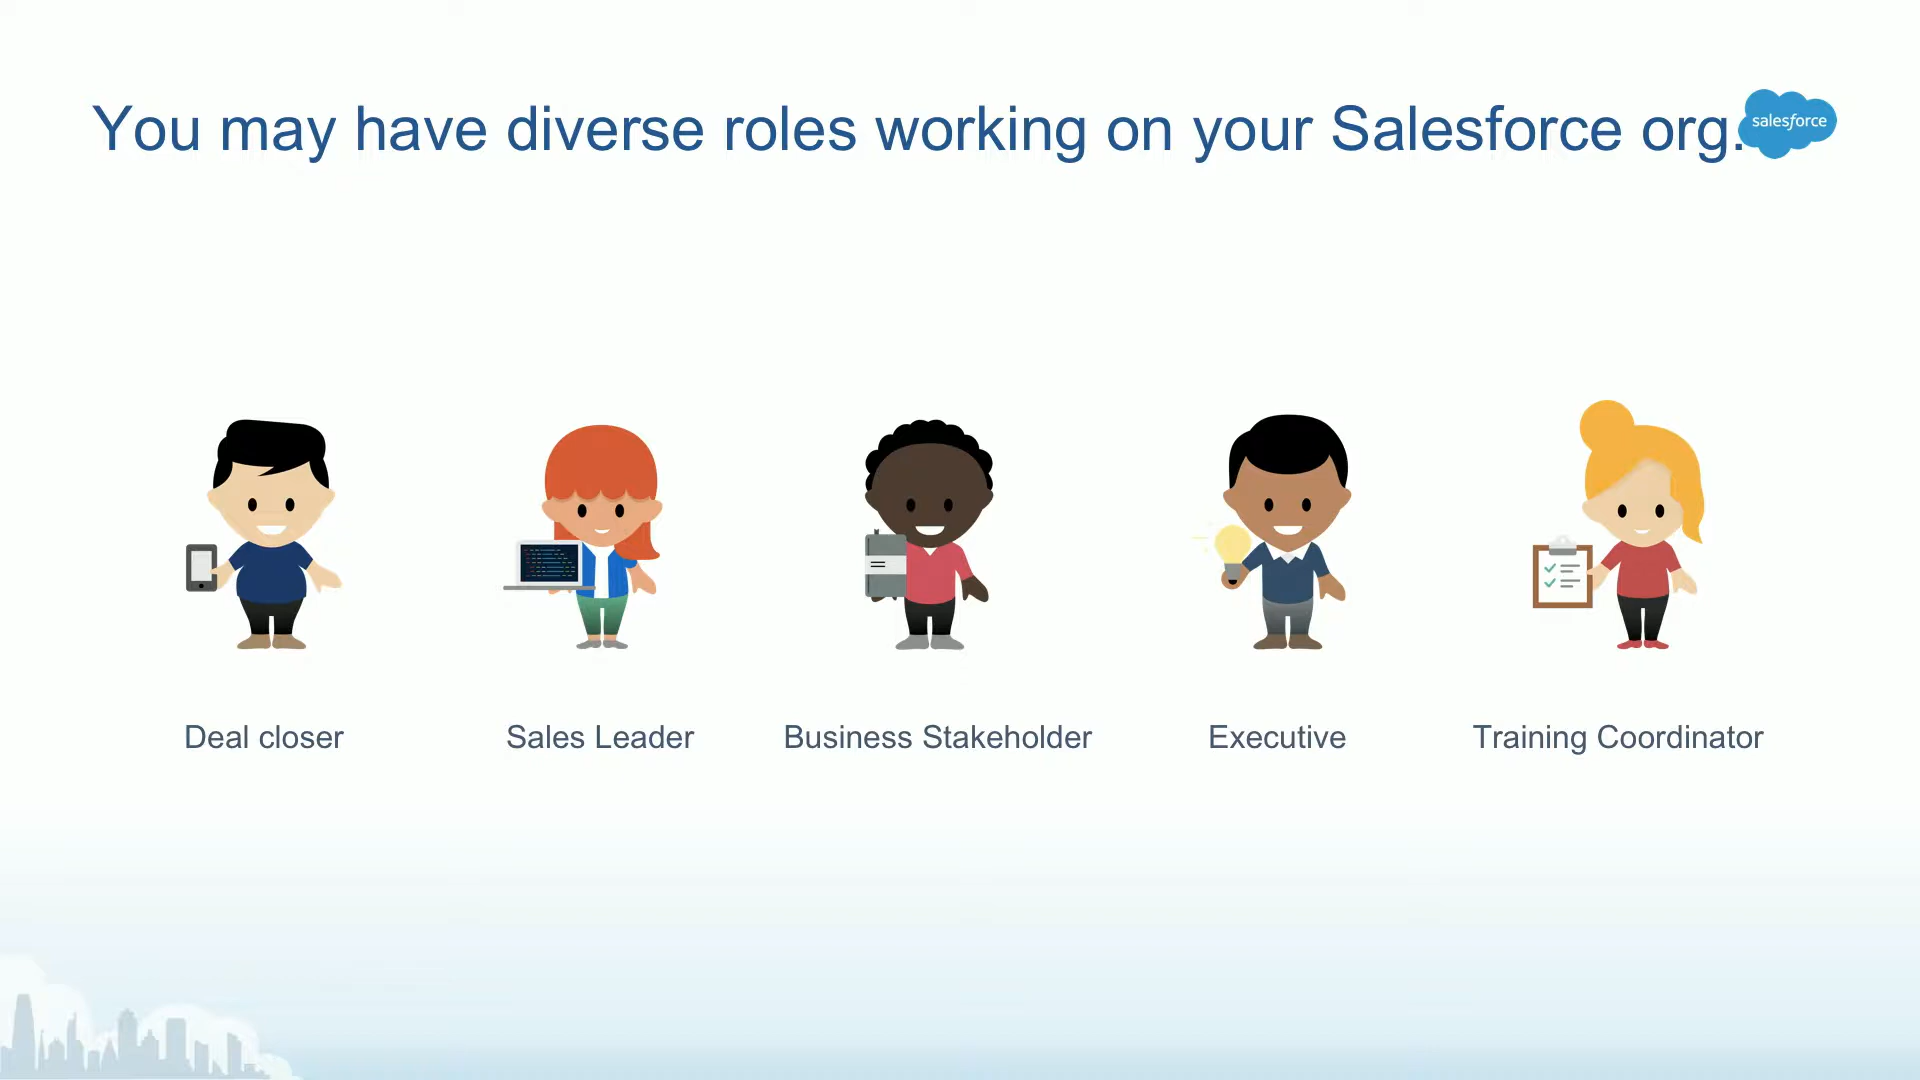 You may have diverse roles working on your Salesforce org.
salesforce
Deal closer
Sales Leader
Business Stakeholder
Executive
Training Coordinator